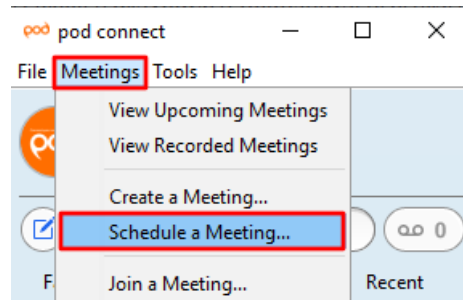 pod pod connect
File Meetings Tools Help
View Upcoming Meetings
View Recorded Meetings
Create a Meeting...
Schedule a Meeting...
0
Join a Meeting...
Recent